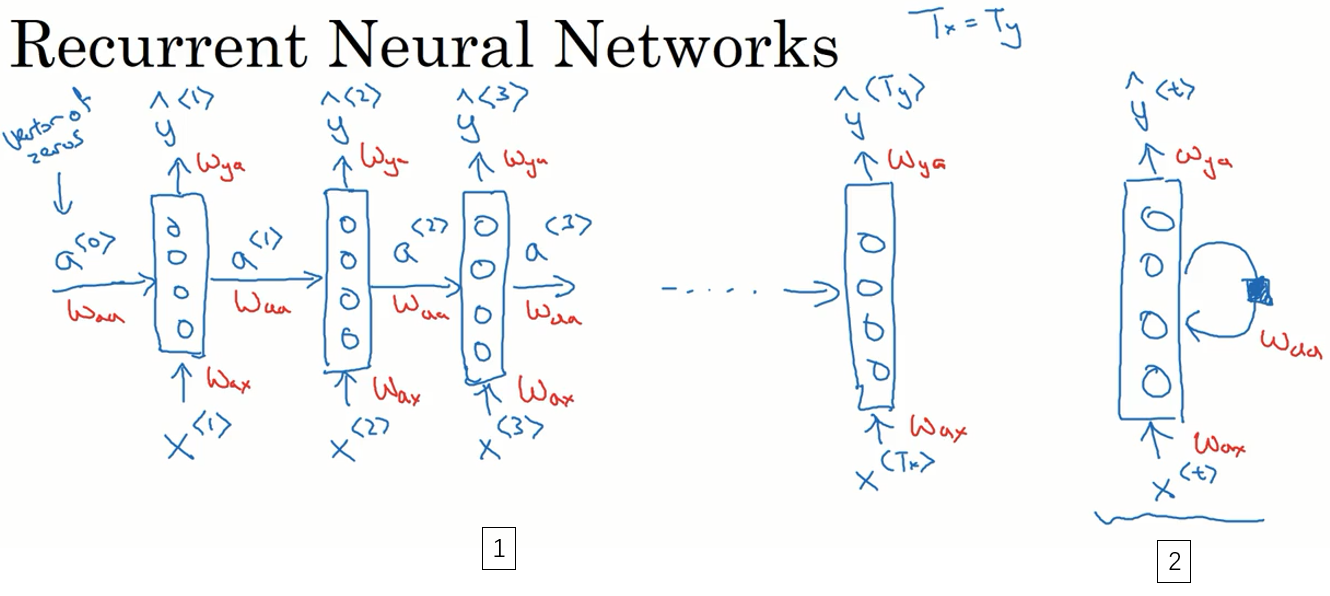 Recurrent Neural Networks
Tx = Ty
vector of
zeros
ŷ<1> ŷ<2> ŷ<3> ŷ<Ty> ŷ<t>
Wya Wya Wya Wya Wya
a<0> a<1> a<2> a<3>
Waa Waa Waa Waa Waa
Wax Wax Wax Wax Wax
x<1> x<2> x<3> x<Tx> x<t>
1 2